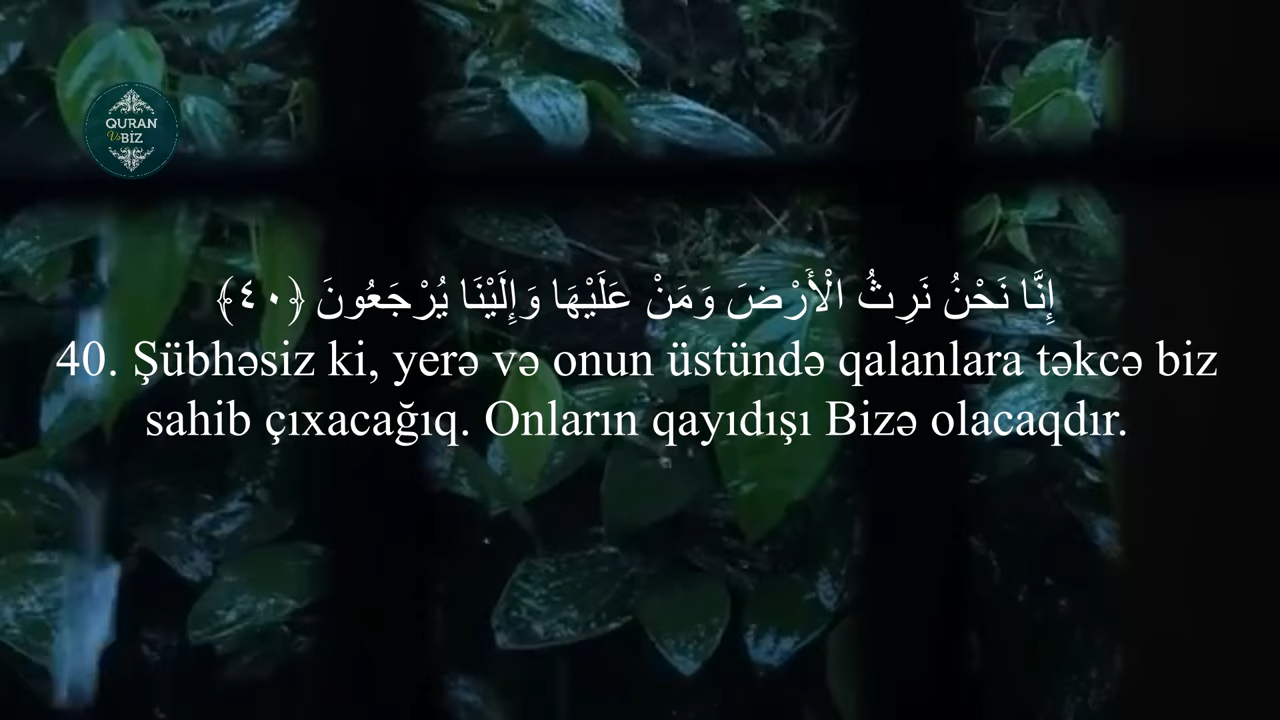 QURAN
Və BİZ
إِنَّا نَحْنُ نَرِثُ الْأَرْضَ وَمَنْ عَلَيْهَا وَإِلَيْنَا يُرْجَعُونَ ﴿٤٠﴾
40. Şübhəsiz ki, yerə və onun üstündə qalanlara təkcə biz
sahib çıxacağıq. Onların qayıdışı Bizə olacaqdır.